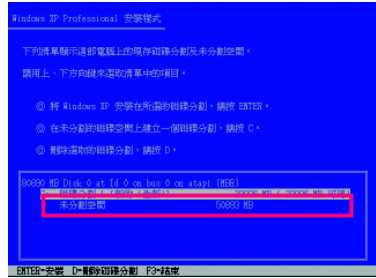 Windows XP Professional 安裝程式
下列清單顯示這部電腦上的現存磁碟分割及未分割空間。
請用上、下方向鍵來選取清單中的項目。
◎ 將 Windows XP 安裝在所選的磁碟分割，請按 ENTER。
◎ 在未分割的磁碟空間上建立一個磁碟分割，請按 C。
◎ 刪除選取的磁碟分割，請按 D。
80890 MB Disk 0 at Id 0 on bus 0 on atapi (MBR)
未分割空間 50893 MB
ENTER=安裝 D=刪除磁碟分割 F3=結束